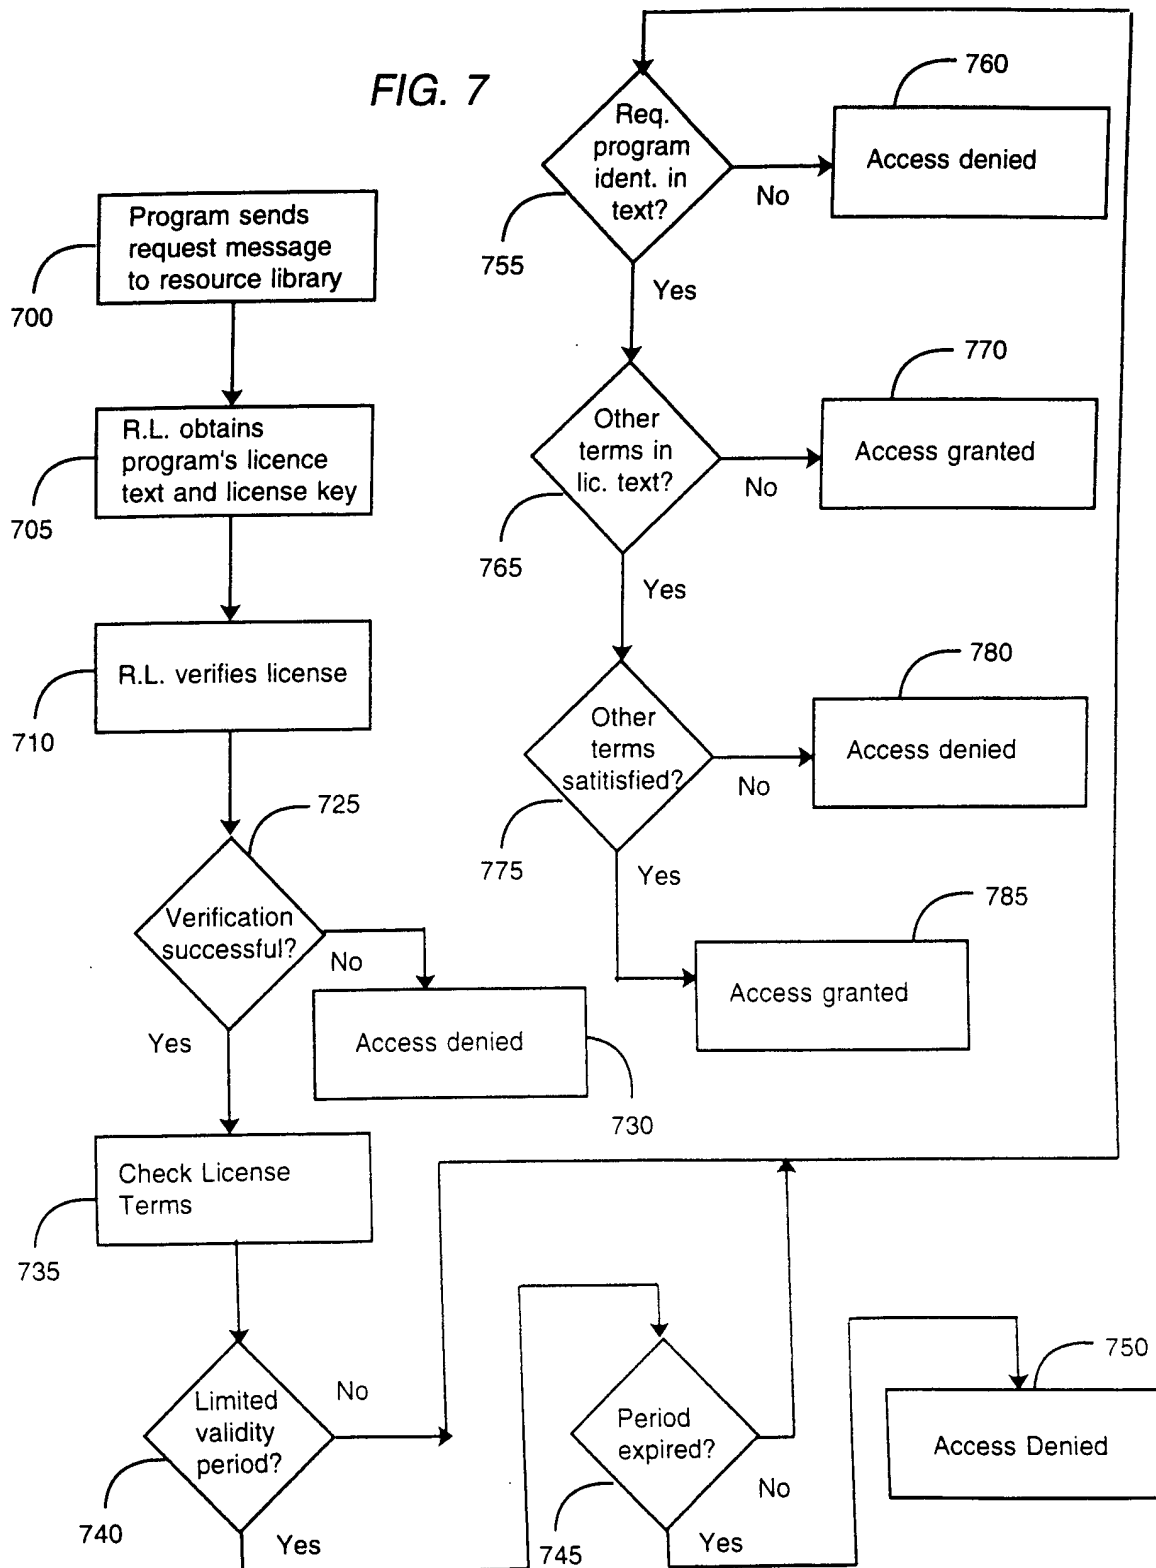 FIG. 7
Program sends
request message
to resource library
700
R.L. obtains
program's licence
text and license key
705
R.L. verifies license
710
725
Verification
successful?
No
Yes
Access denied
730
Check License
Terms
735
Limited
validity
period?
No
740
Yes
Period
expired?
No
745
Yes
750
Access Denied
Req.
program
ident. in
text?
755
No
760
Access denied
Yes
Other
terms in
lic. text?
765
No
770
Access granted
Yes
Other
terms
satitisfied?
775
No
780
Access denied
Yes
785
Access granted